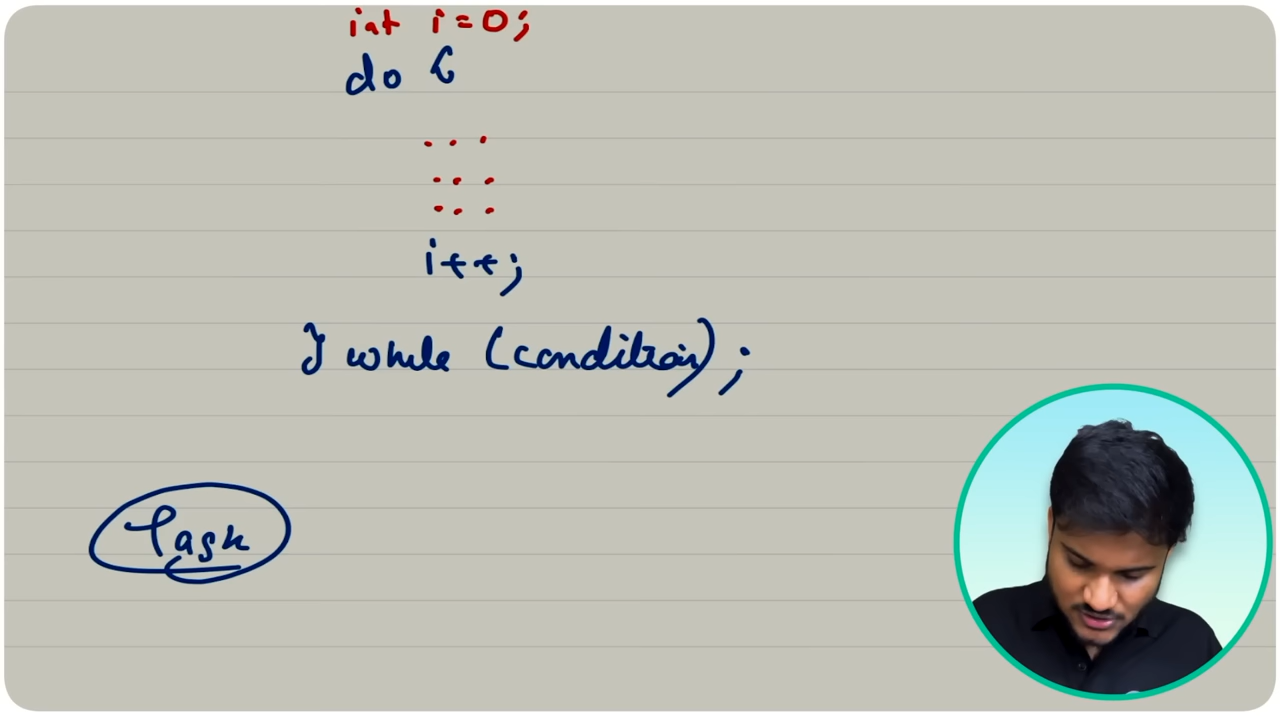 int i=0;
do {
...
...
...
i++;
} while (condition);
Task